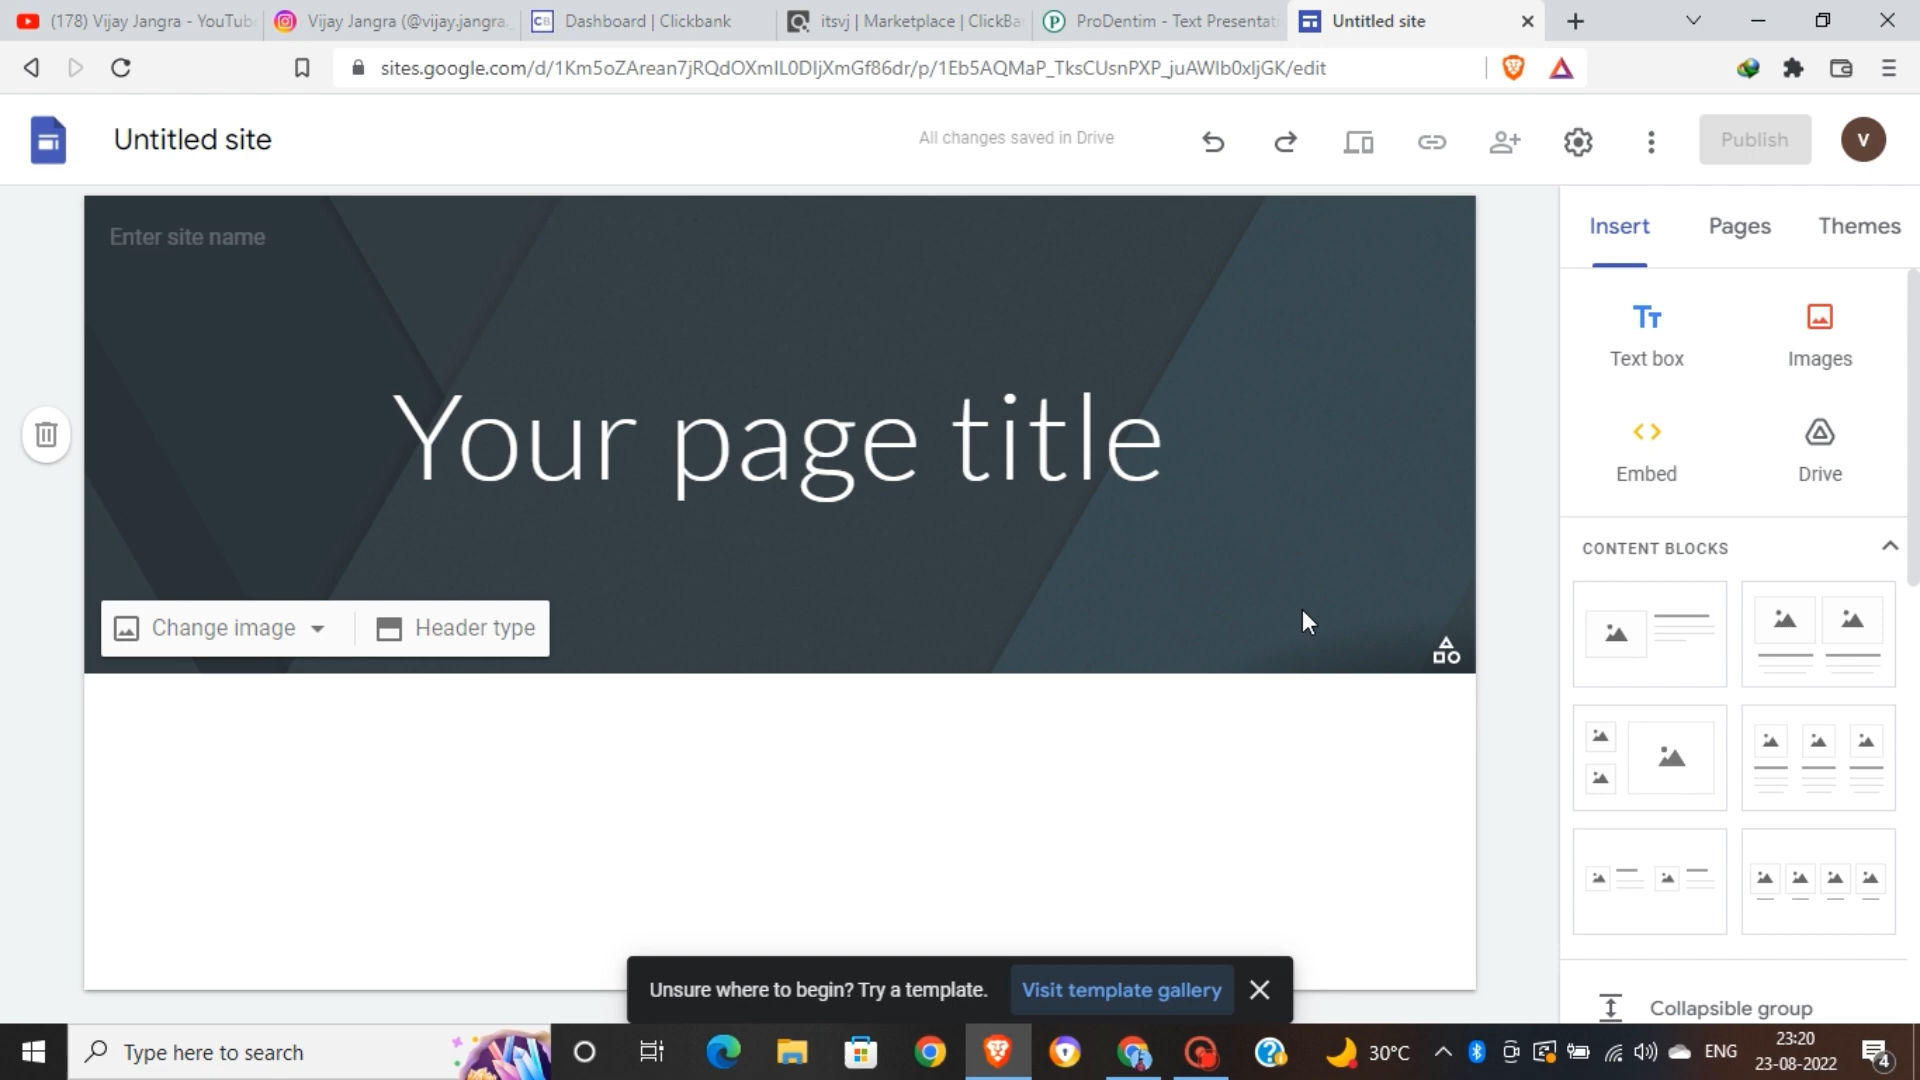 (178) Vijay Jangra - YouTub
Vijay Jangra (@vijay.jangra.
Dashboard | Clickbank
itsvj | Marketplace | ClickBa
ProDentim - Text Presentati
Untitled site
sites.google.com/d/1Km5oZArean7jRQdOXmIL0DIjXmGf86dr/p/1Eb5AQMaP_TksCUsnPXP_juAWIb0xIjGK/edit
Untitled site
All changes saved in Drive
Publish
V
Enter site name
Insert
Pages
Themes
Text box
Images
Your page title
Embed
Drive
CONTENT BLOCKS
Change image
Header type
Unsure where to begin? Try a template.
Visit template gallery
Collapsible group
Type here to search
30°C
ENG
23:20
23-08-2022
4